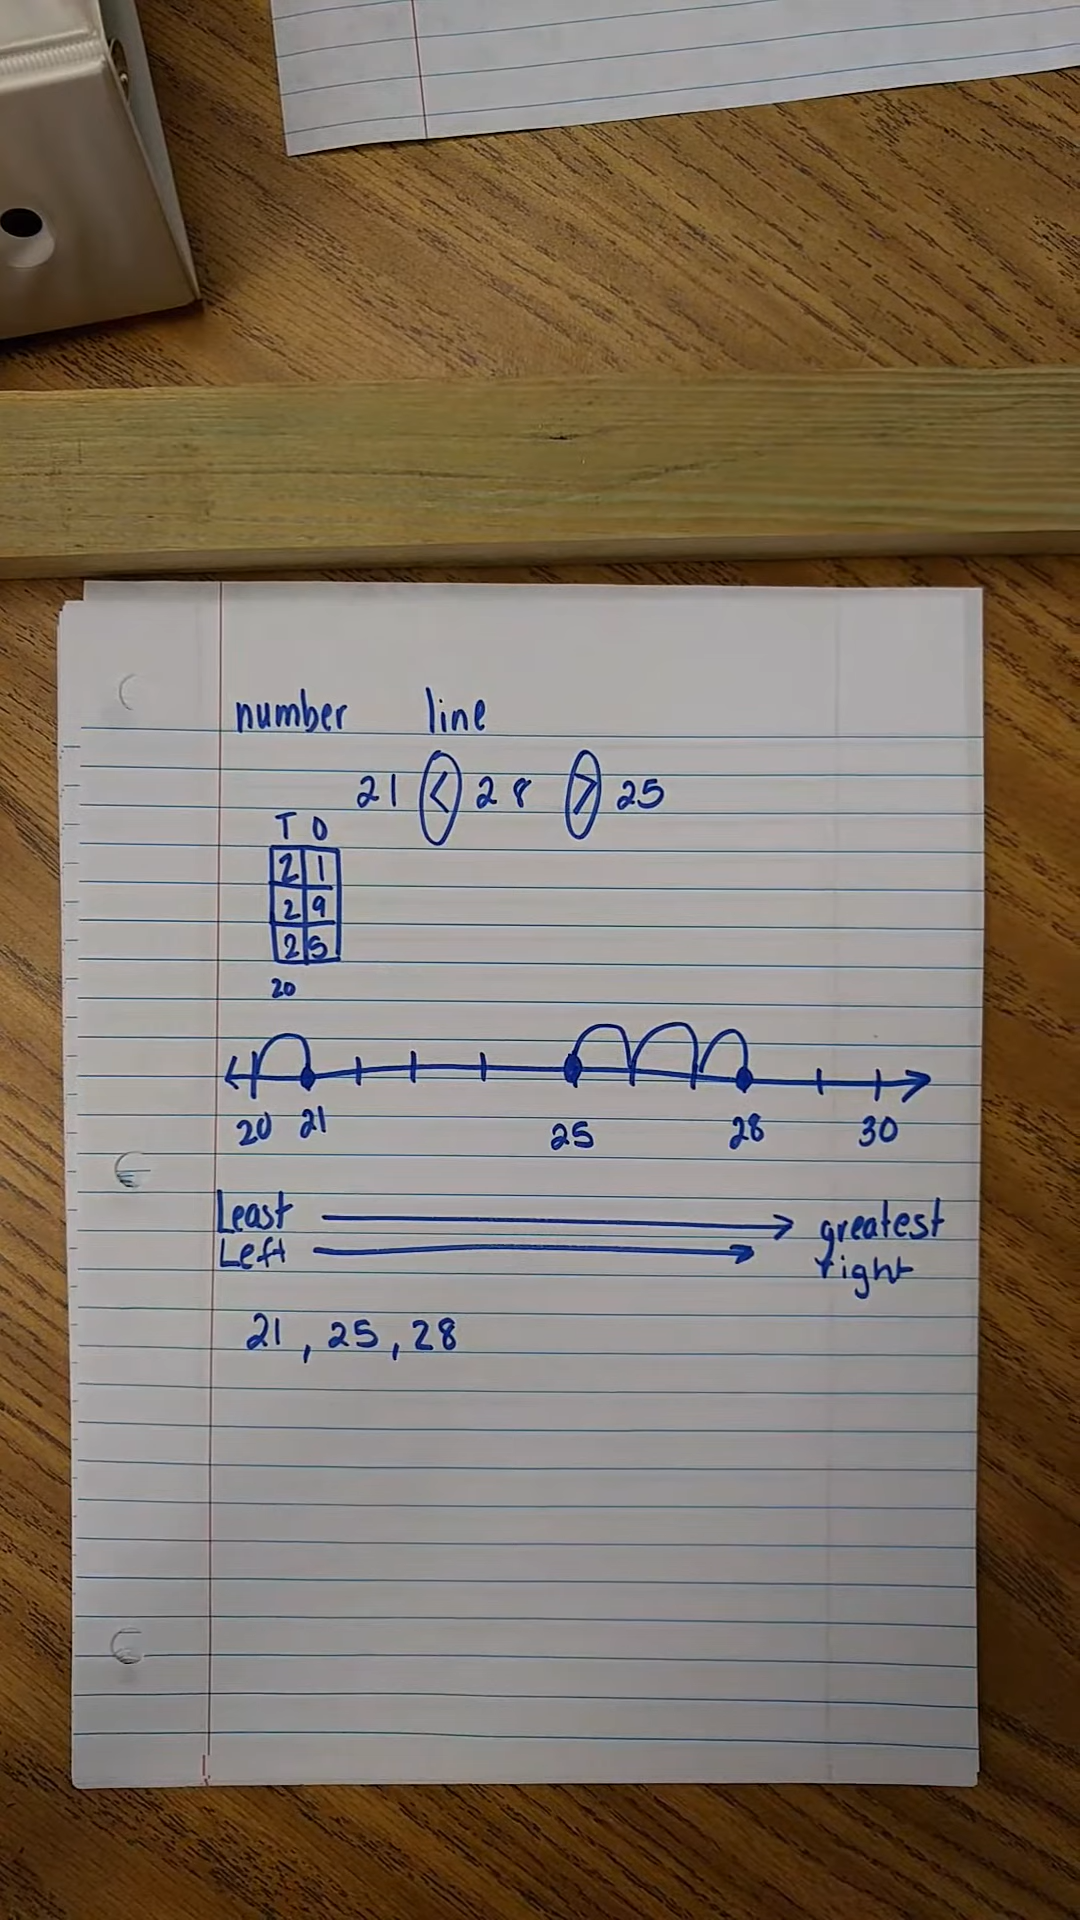 number line
21 < 28 > 25
T O
2 1
2 9
2 5
20
20 21 25 28 30
Least greatest
Left right
21, 25, 28